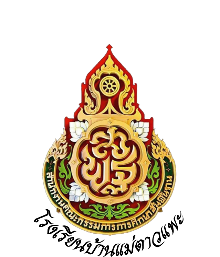 สำนักงานคณะกรรมการการศึกษาขั้นพื้นฐาน
โรงเรียนบ้านแม่ตาวแพะ